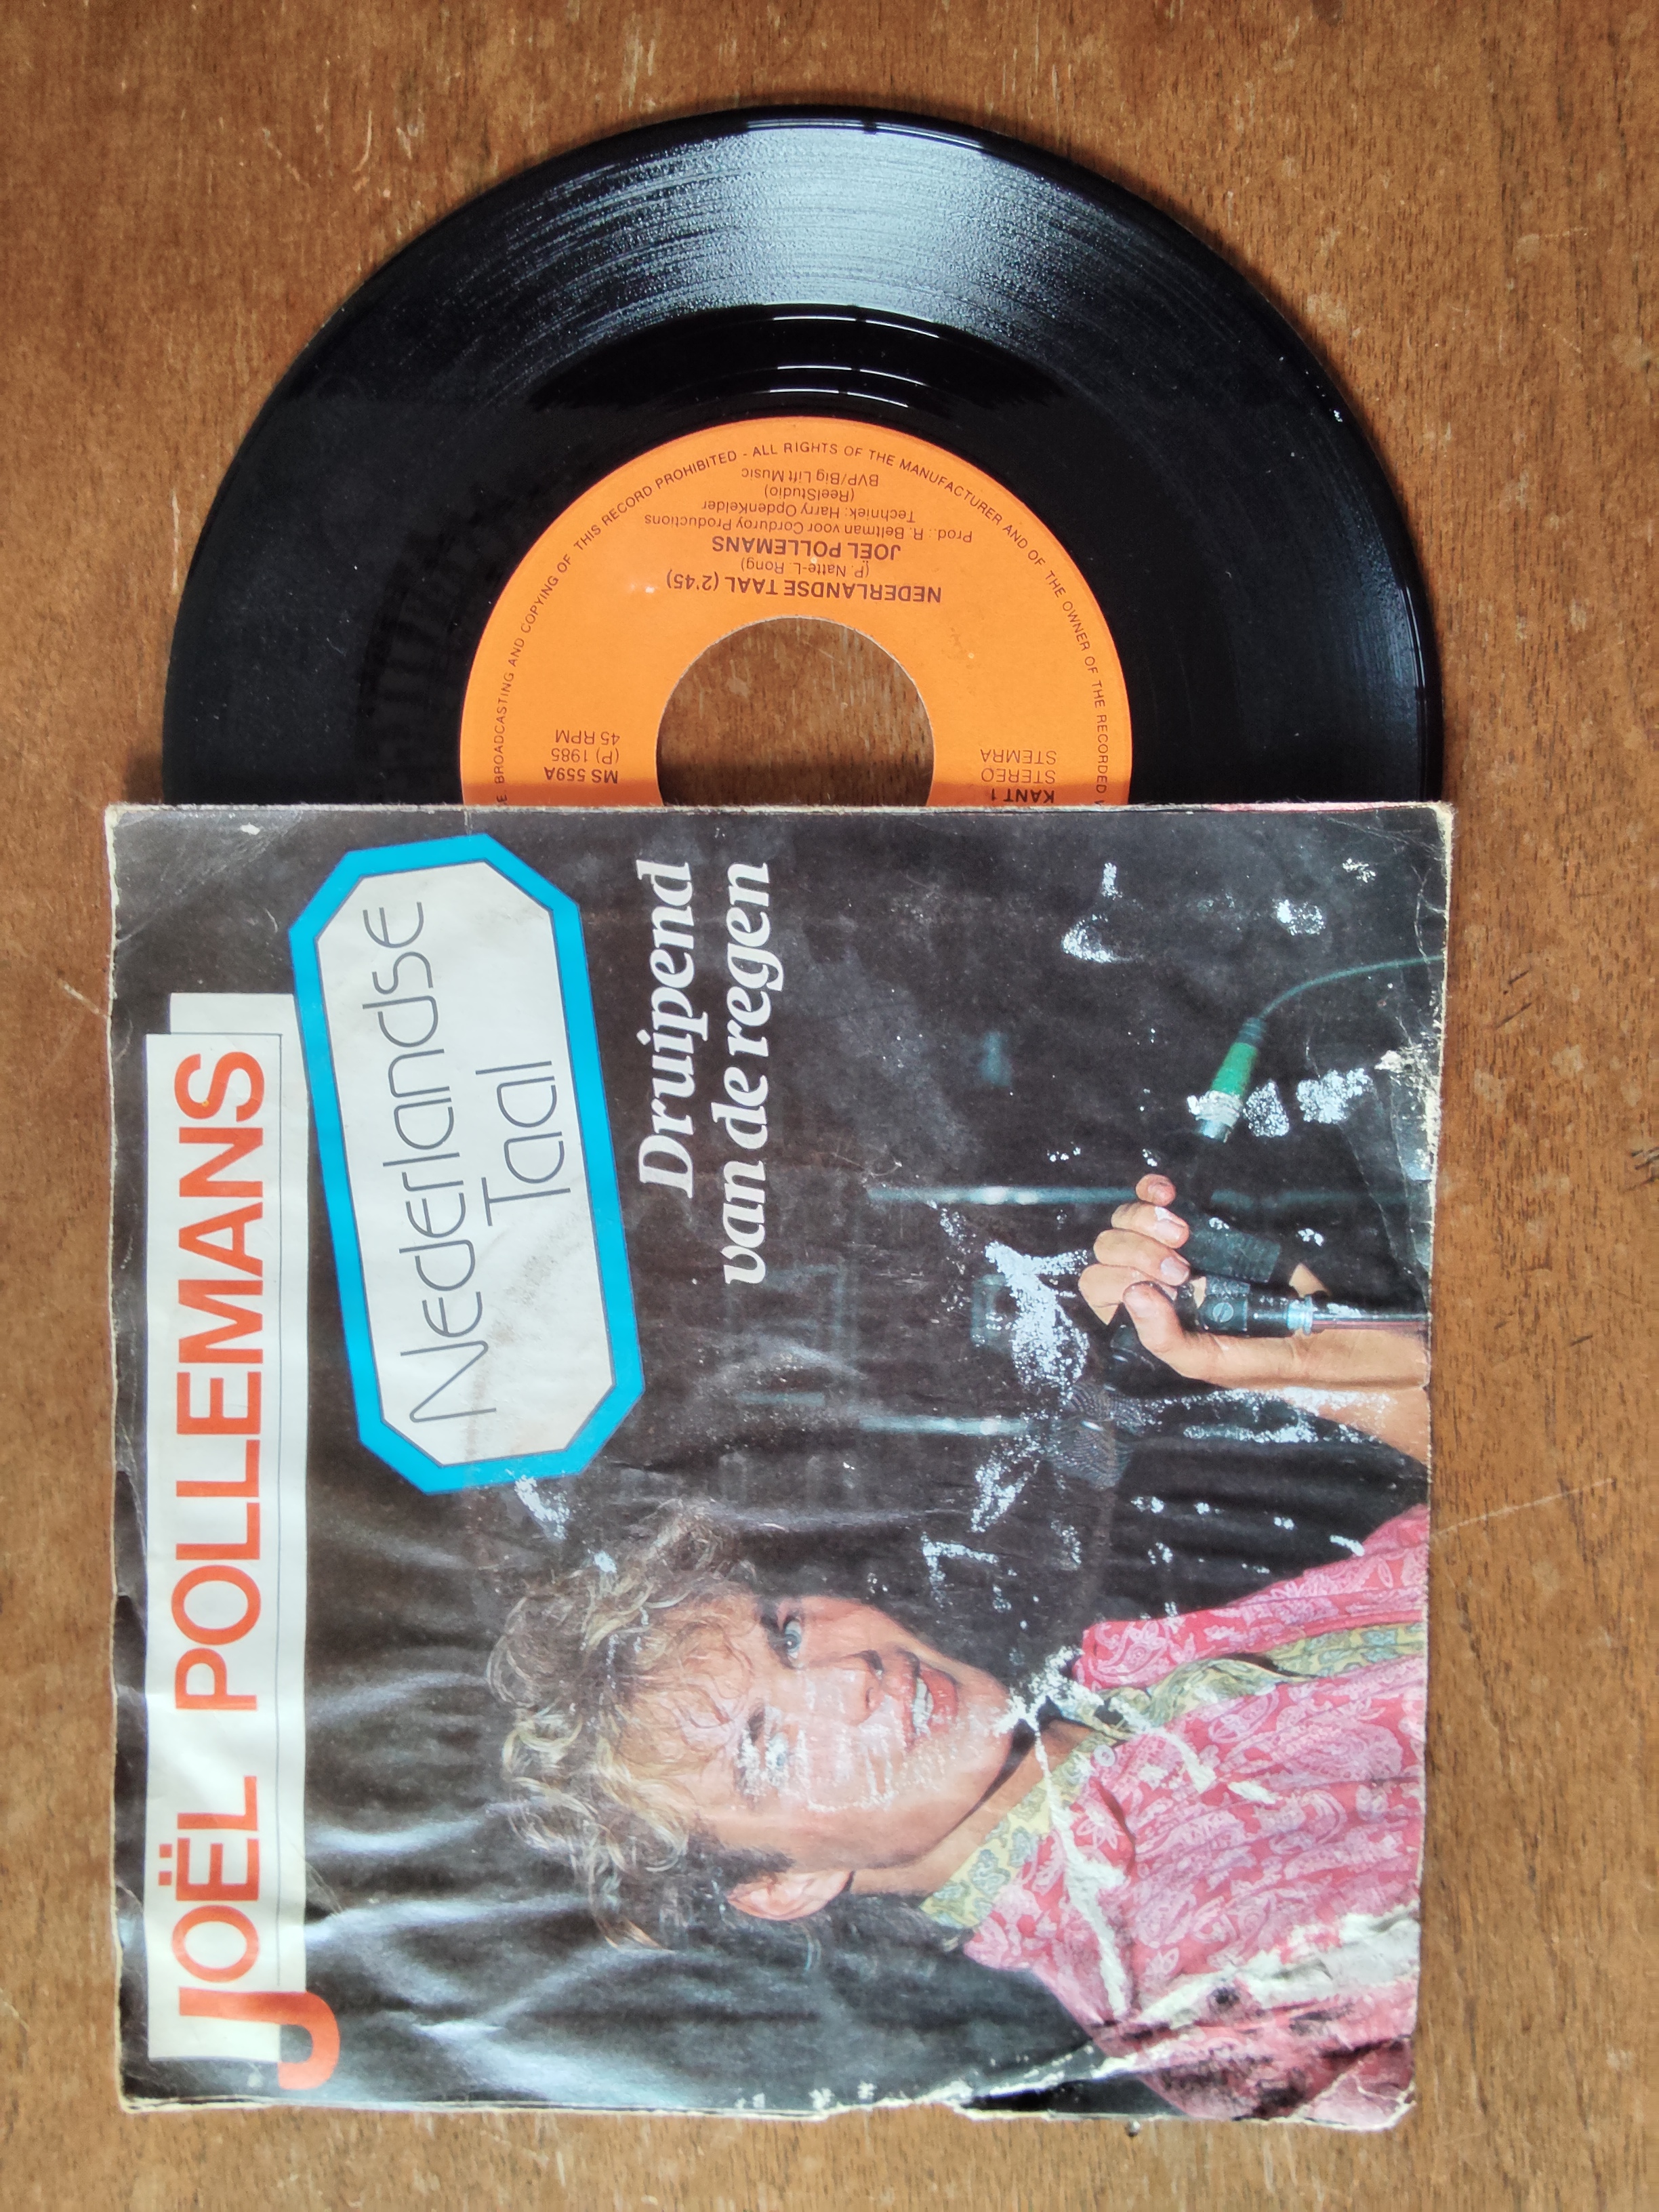 JOËL POLLEMANS
Nederlandse
Taal
Druipend
van de regen
KANT 1
STEREO
STEMRA
MS 559A
(P) 1985
45 RPM
NEDERLANDSE TAAL (2'45)
(P. Natte-L. Rong)
JOËL POLLEMANS
Prod.: R. Beltman voor Corduroy Productions
Techniek: Harry OpdenKelder
(ReelStudio)
BVP/Big Lift Music
BROADCASTING AND COPYING OF THIS RECORD PROHIBITED - ALL RIGHTS OF THE MANUFACTURER AND OF THE OWNER OF THE RECORDED